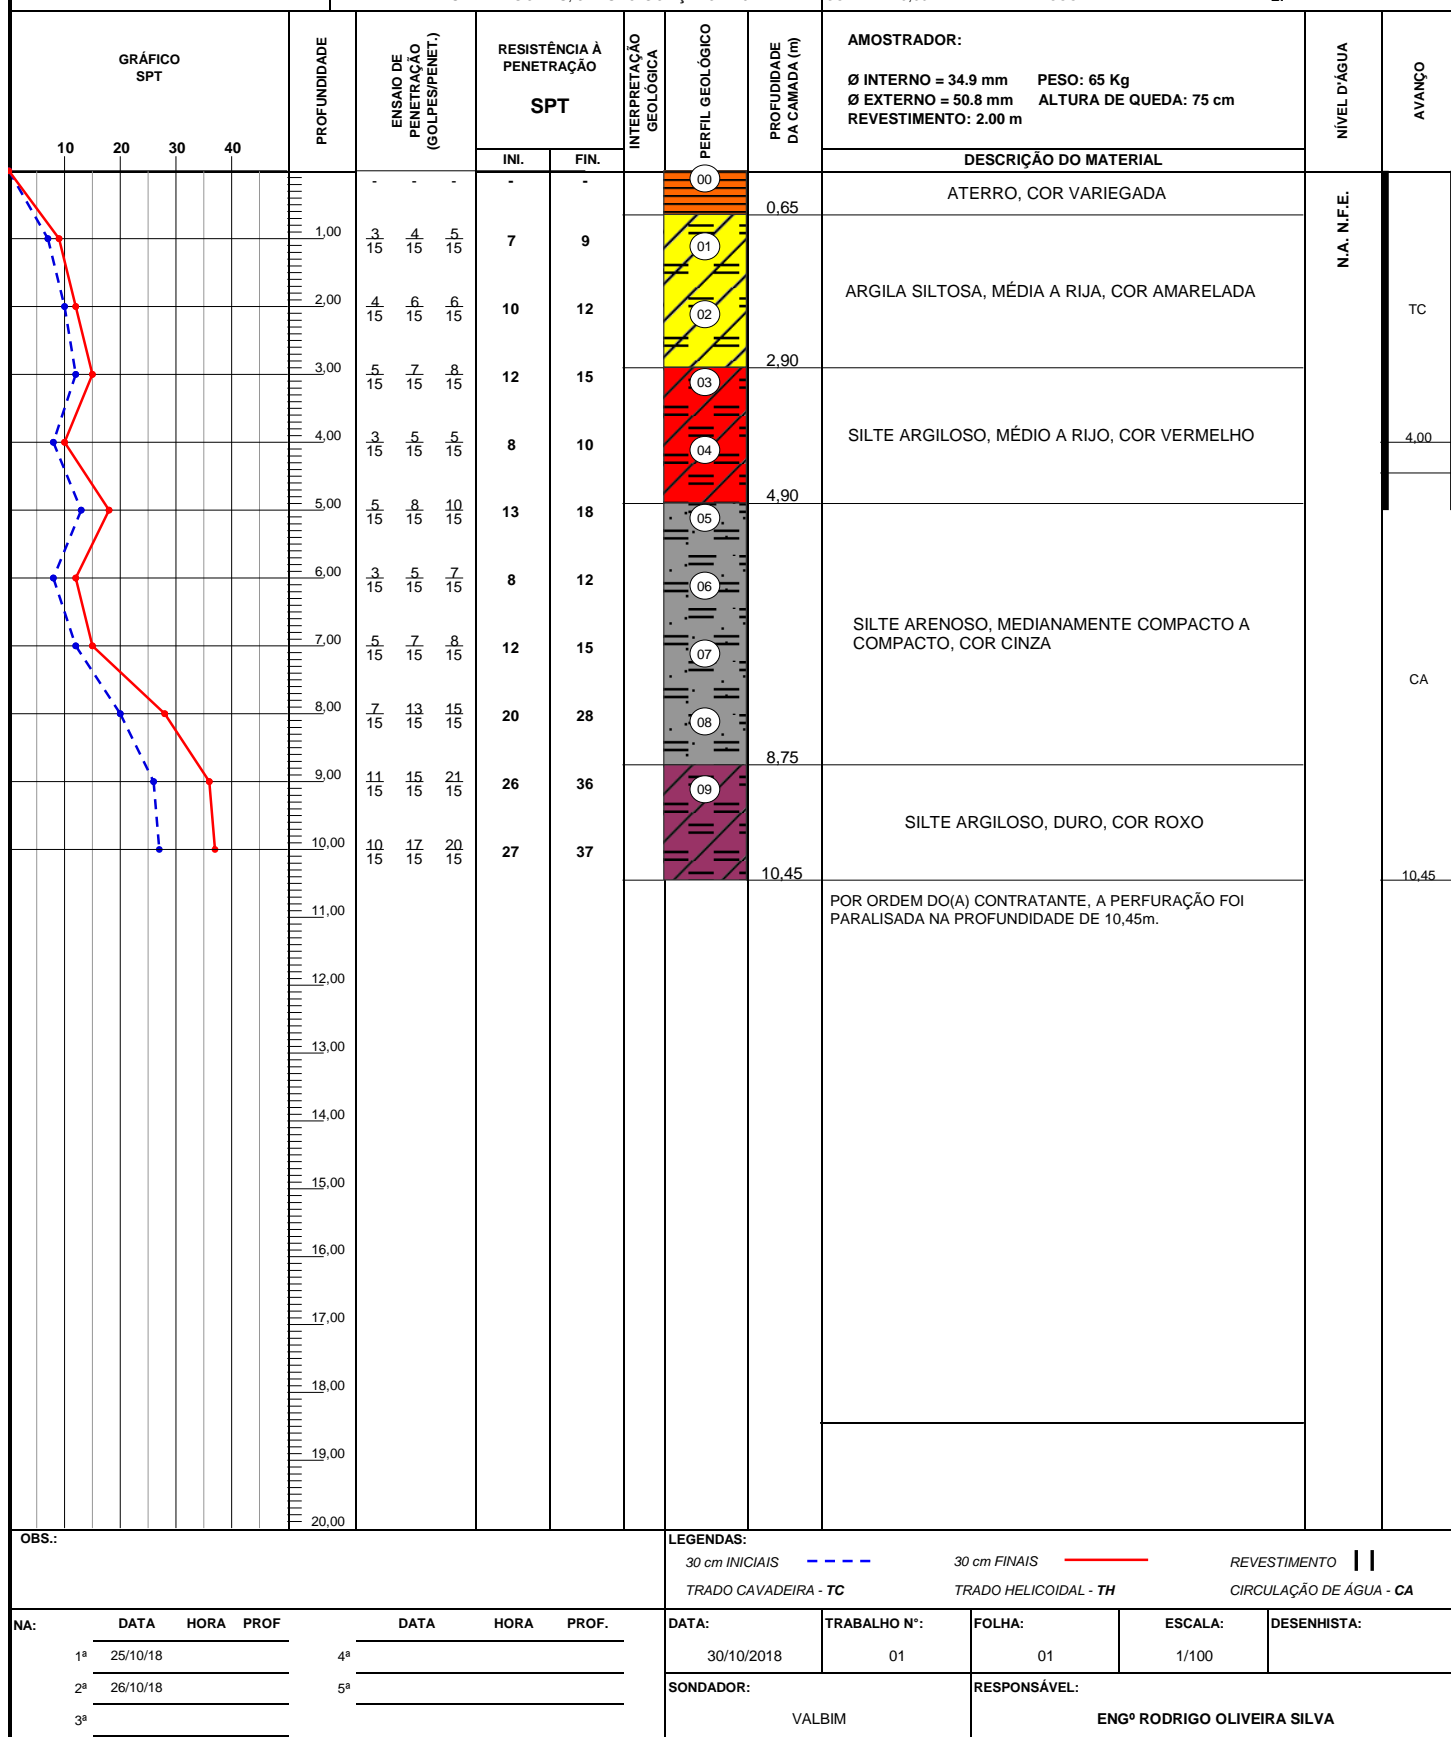 GRÁFICO
SPT
10 20 30 40
PROFUNDIDADE
ENSAIO DE
PENETRAÇÃO
(GOLPES/PENET.)
RESISTÊNCIA À
PENETRAÇÃO
SPT
INI. FIN.
INTERPRETAÇÃO
GEOLÓGICA
PERFIL GEOLÓGICO
PROFUDIDADE
DA CAMADA (m)
AMOSTRADOR:
Ø INTERNO = 34.9 mm PESO: 65 Kg
Ø EXTERNO = 50.8 mm ALTURA DE QUEDA: 75 cm
REVESTIMENTO: 2.00 m
DESCRIÇÃO DO MATERIAL
NÍVEL D'ÁGUA
AVANÇO
- - - - - 00
0,65 ATERRO, COR VARIEGADA
N.A. N.F.E.
1,00 3/15 4/15 5/15 7 9 01
ARGILA SILTOSA, MÉDIA A RIJA, COR AMARELADA
2,00 4/15 6/15 6/15 10 12 02 TC
2,90
3,00 5/15 7/15 8/15 12 15 03
SILTE ARGILOSO, MÉDIO A RIJO, COR VERMELHO
4,00 3/15 5/15 5/15 8 10 04 4,00
4,90
5,00 5/15 8/15 10/15 13 18 05
6,00 3/15 5/15 7/15 8 12 06
SILTE ARENOSO, MEDIANAMENTE COMPACTO A
COMPACTO, COR CINZA
7,00 5/15 7/15 8/15 12 15 07
CA
8,00 7/15 13/15 15/15 20 28 08
8,75
9,00 11/15 15/15 21/15 26 36 09
SILTE ARGILOSO, DURO, COR ROXO
10,00 10/15 17/15 20/15 27 37
10,45 10,45
POR ORDEM DO(A) CONTRATANTE, A PERFURAÇÃO FOI
PARALISADA NA PROFUNDIDADE DE 10,45m.
11,00
12,00
13,00
14,00
15,00
16,00
17,00
18,00
19,00
20,00
OBS.:
LEGENDAS:
30 cm INICIAIS 30 cm FINAIS REVESTIMENTO
TRADO CAVADEIRA - TC TRADO HELICOIDAL - TH CIRCULAÇÃO DE ÁGUA - CA
NA: DATA HORA PROF DATA HORA PROF.
1ª 25/10/18 4ª
2ª 26/10/18 5ª
3ª
DATA: TRABALHO N°: FOLHA: ESCALA: DESENHISTA:
30/10/2018 01 01 1/100
SONDADOR: RESPONSÁVEL:
VALBIM ENGº RODRIGO OLIVEIRA SILVA